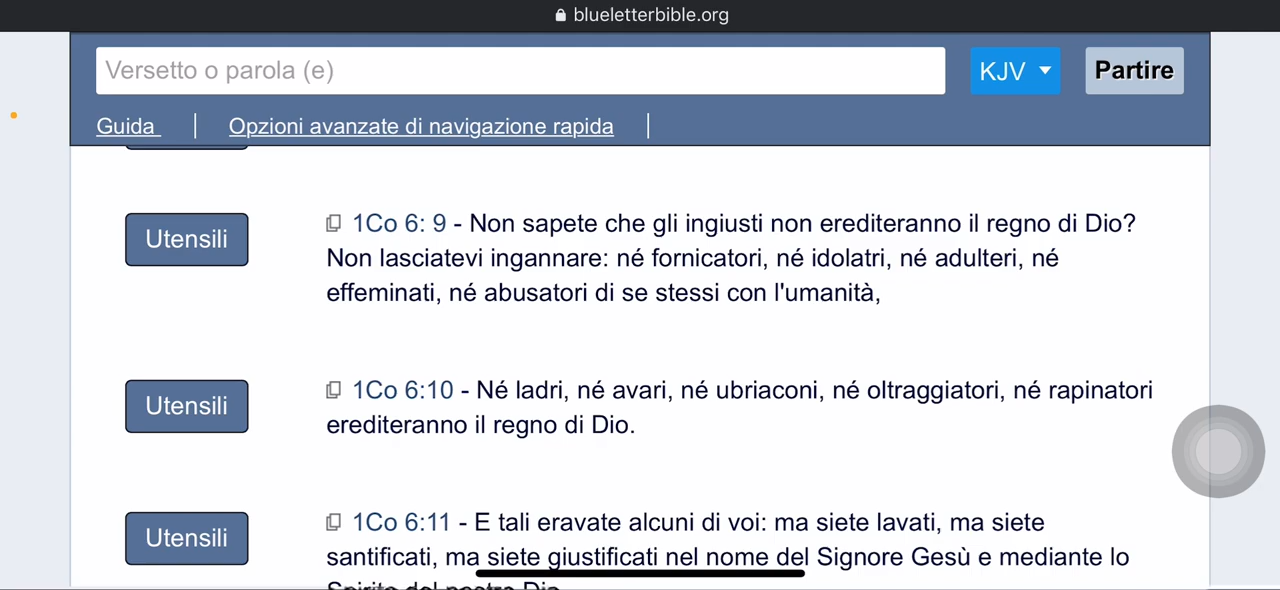 blueletterbible.org
Versetto o parola (e)
KJV
Partire
Guida
Opzioni avanzate di navigazione rapida
Utensili
1Co 6: 9 - Non sapete che gli ingiusti non erediteranno il regno di Dio?
Non lasciatevi ingannare: né fornicatori, né idolatri, né adulteri, né
effeminati, né abusatori di se stessi con l'umanità,
Utensili
1Co 6:10 - Né ladri, né avari, né ubriaconi, né oltraggiatori, né rapinatori
erediteranno il regno di Dio.
Utensili
1Co 6:11 - E tali eravate alcuni di voi: ma siete lavati, ma siete
santificati, ma siete giustificati nel nome del Signore Gesù e mediante lo
Spirito del nostro Dio